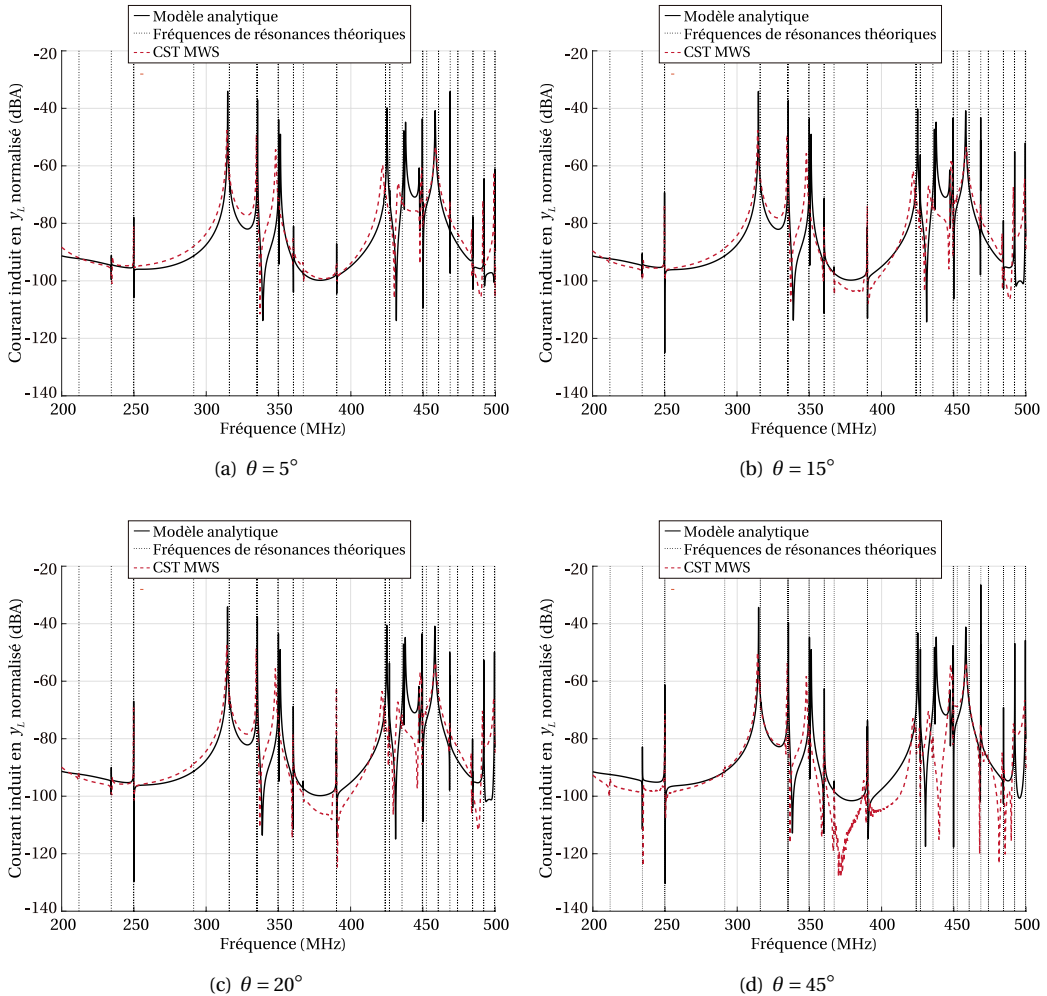 Modèle analytique
Fréquences de résonances théoriques
CST MWS
Courant induit en y_L normalisé (dBA)
-20
-40
-60
-80
-100
-120
-140
200 250 300 350 400 450 500
Fréquence (MHz)
(a) θ = 5°
Modèle analytique
Fréquences de résonances théoriques
CST MWS
Courant induit en y_L normalisé (dBA)
-20
-40
-60
-80
-100
-120
-140
200 250 300 350 400 450 500
Fréquence (MHz)
(b) θ = 15°
Modèle analytique
Fréquences de résonances théoriques
CST MWS
Courant induit en y_L normalisé (dBA)
-20
-40
-60
-80
-100
-120
-140
200 250 300 350 400 450 500
Fréquence (MHz)
(c) θ = 20°
Modèle analytique
Fréquences de résonances théoriques
CST MWS
Courant induit en y_L normalisé (dBA)
-20
-40
-60
-80
-100
-120
-140
200 250 300 350 400 450 500
Fréquence (MHz)
(d) θ = 45°